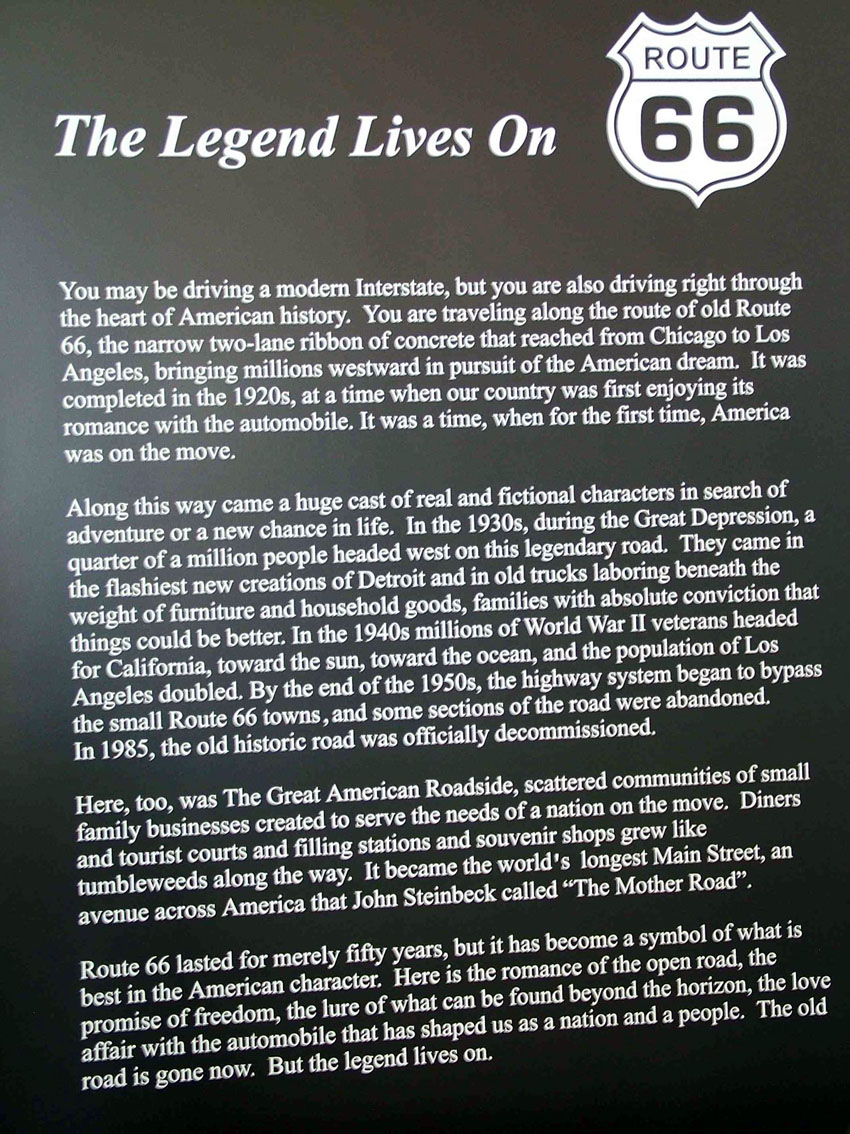 ROUTE
66
The Legend Lives On
You may be driving a modern Interstate, but you are also driving right through
the heart of American history. You are traveling along the route of old Route
66, the narrow two-lane ribbon of concrete that reached from Chicago to Los
Angeles, bringing millions westward in pursuit of the American dream. It was
completed in the 1920s, at a time when our country was first enjoying its
romance with the automobile. It was a time, when for the first time, America
was on the move.
Along this way came a huge cast of real and fictional characters in search of
adventure or a new chance in life. In the 1930s, during the Great Depression, a
quarter of a million people headed west on this legendary road. They came in
the flashiest new creations of Detroit and in old trucks laboring beneath the
weight of furniture and household goods, families with absolute conviction that
things could be better. In the 1940s millions of World War II veterans headed
for California, toward the sun, toward the ocean, and the population of Los
Angeles doubled. By the end of the 1950s, the highway system began to bypass
the small Route 66 towns, and some sections of the road were abandoned.
In 1985, the old historic road was officially decommissioned.
Here, too, was The Great American Roadside, scattered communities of small
family businesses created to serve the needs of a nation on the move. Diners
and tourist courts and filling stations and souvenir shops grew like
tumbleweeds along the way. It became the world's longest Main Street, an
avenue across America that John Steinbeck called “The Mother Road”.
Route 66 lasted for merely fifty years, but it has become a symbol of what is
best in the American character. Here is the romance of the open road, the
promise of freedom, the lure of what can be found beyond the horizon, the love
affair with the automobile that has shaped us as a nation and a people. The old
road is gone now. But the legend lives on.